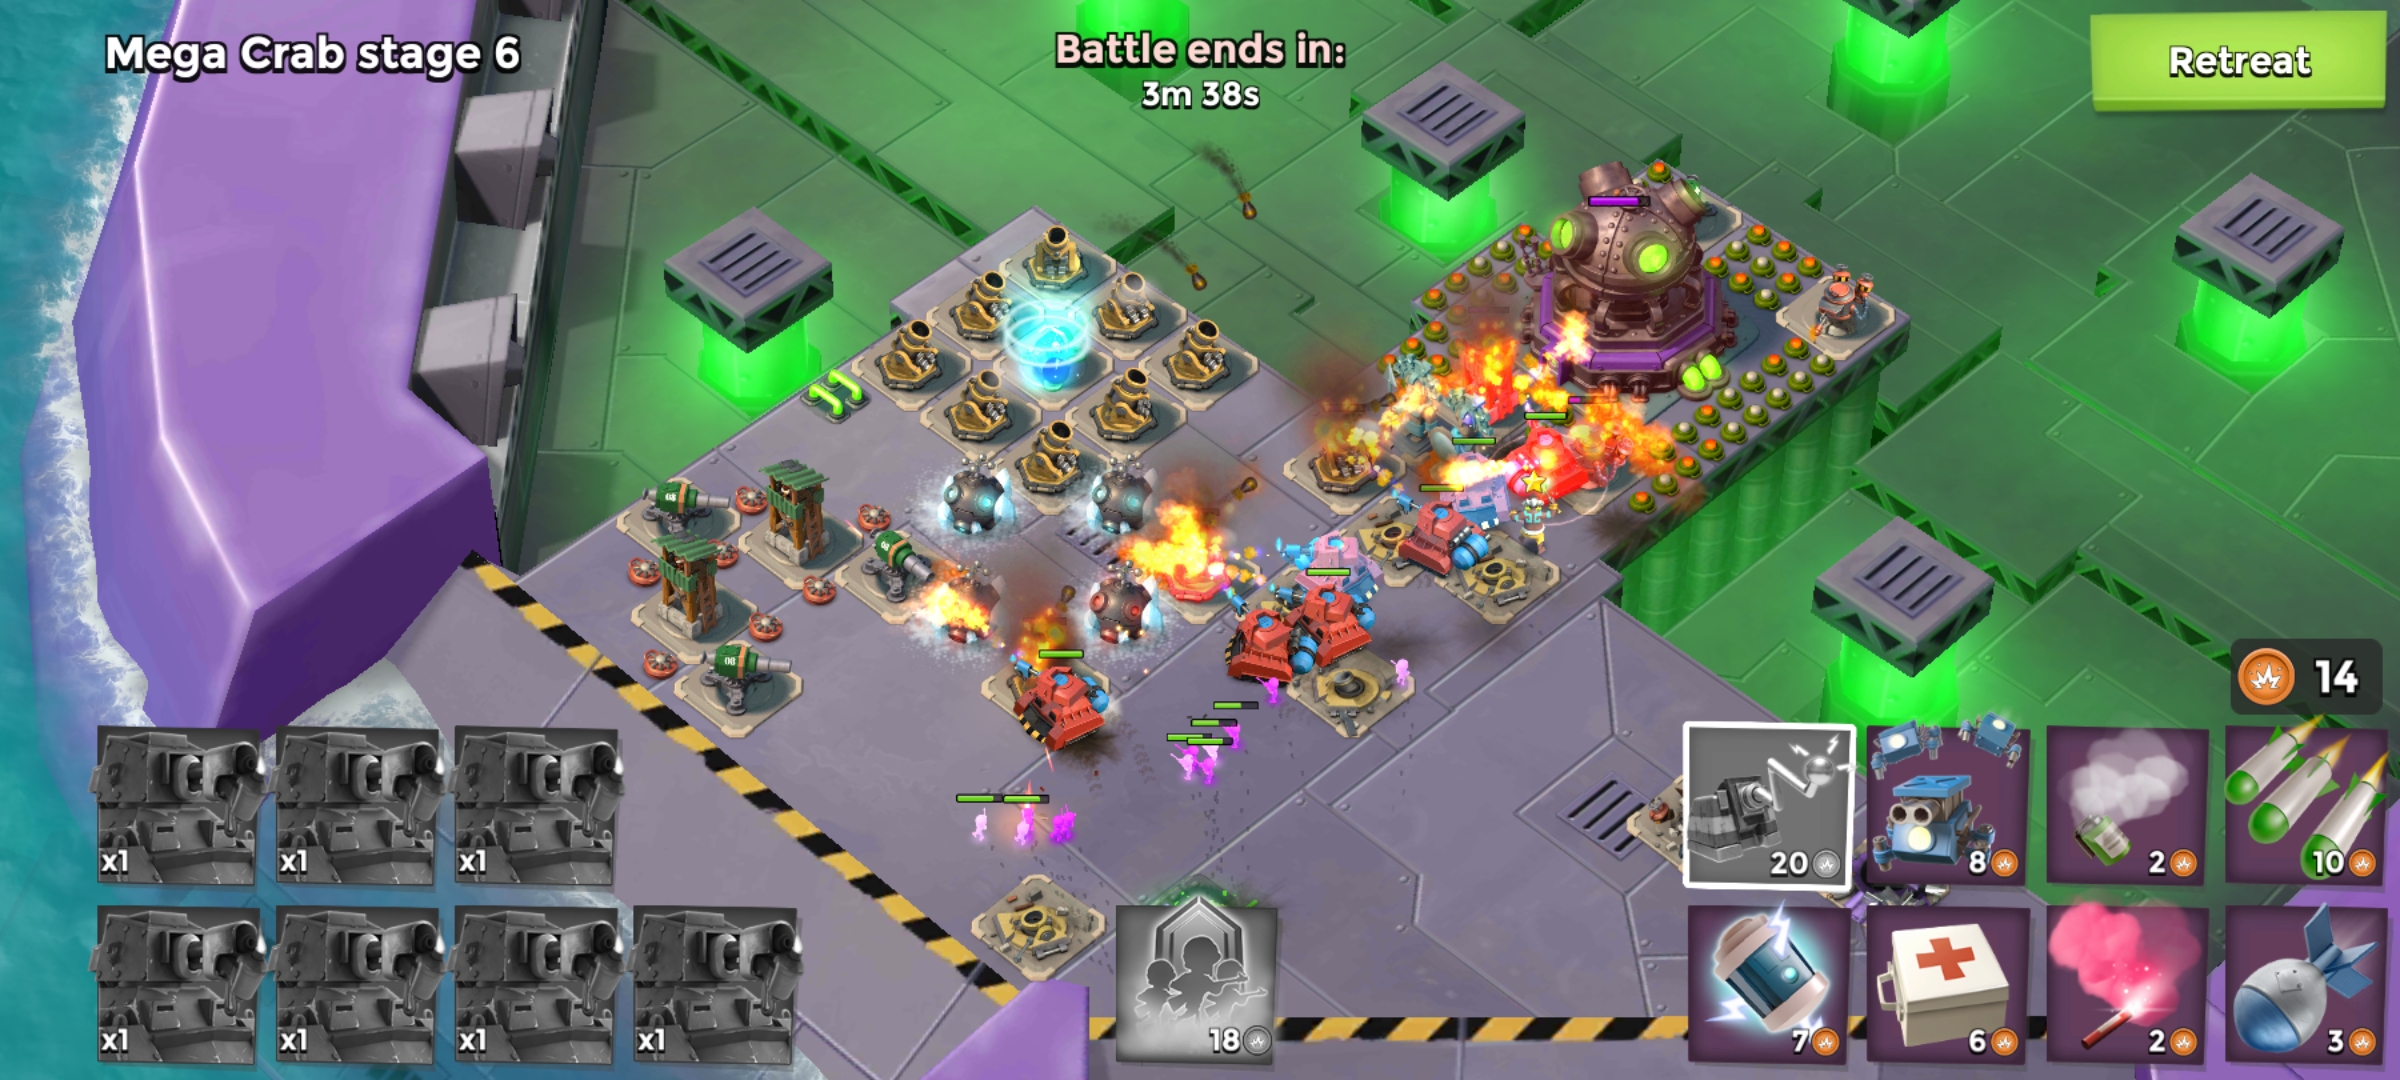 Mega Crab stage 6
Battle ends in:
3m 38s
Retreat
14
x1
x1
x1
20
8
2
10
x1
x1
x1
x1
18
7
6
2
3